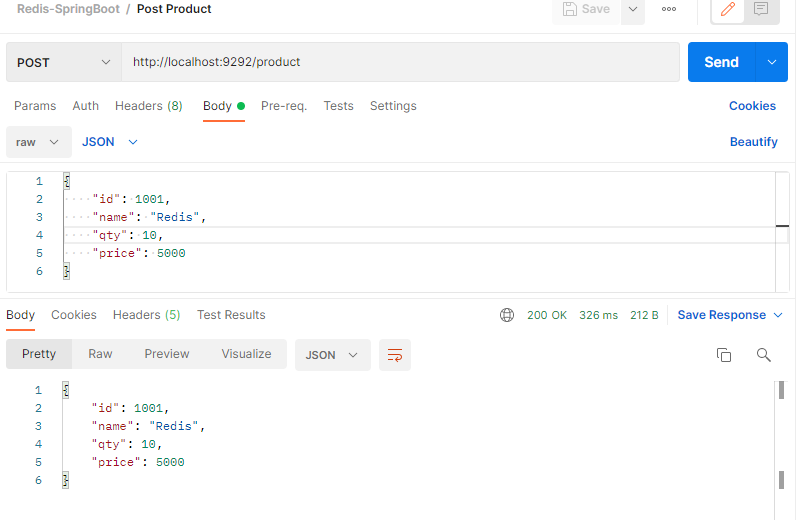 Redis-SpringBoot / Post Product
Save
POST http://localhost:9292/product Send
Params Auth Headers (8) Body Pre-req. Tests Settings Cookies
raw JSON Beautify
1 {
2 "id": 1001,
3 "name": "Redis",
4 "qty": 10,
5 "price": 5000
6 }
Body Cookies Headers (5) Test Results 200 OK 326 ms 212 B Save Response
Pretty Raw Preview Visualize JSON
1 {
2 "id": 1001,
3 "name": "Redis",
4 "qty": 10,
5 "price": 5000
6 }